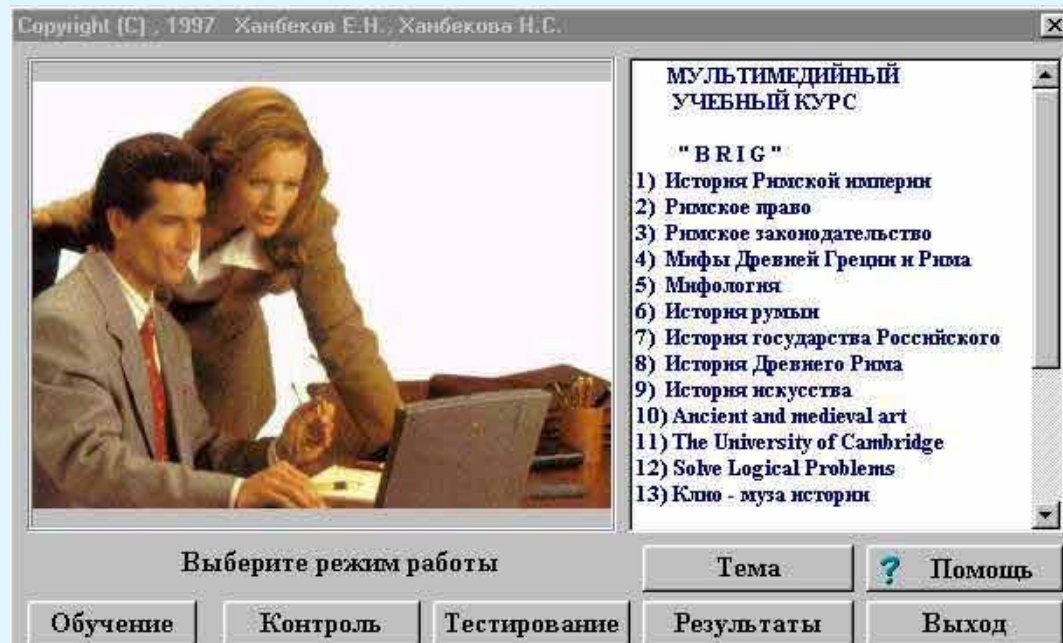 Copyright (C) , 1997 Ханбеков Е.Н., Ханбекова Н.С.
МУЛЬТИМЕДИЙНЫЙ
УЧЕБНЫЙ КУРС
" B R I G "
1) История Римской империи
2) Римское право
3) Римское законодательство
4) Мифы Древней Греции и Рима
5) Мифология
6) История румын
7) История государства Российского
8) История Древнего Рима
9) История искусства
10) Ancient and medieval art
11) The University of Cambridge
12) Solve Logical Problems
13) Клио - муза истории
Выберите режим работы
Тема
? Помощь
Обучение
Контроль
Тестирование
Результаты
Выход